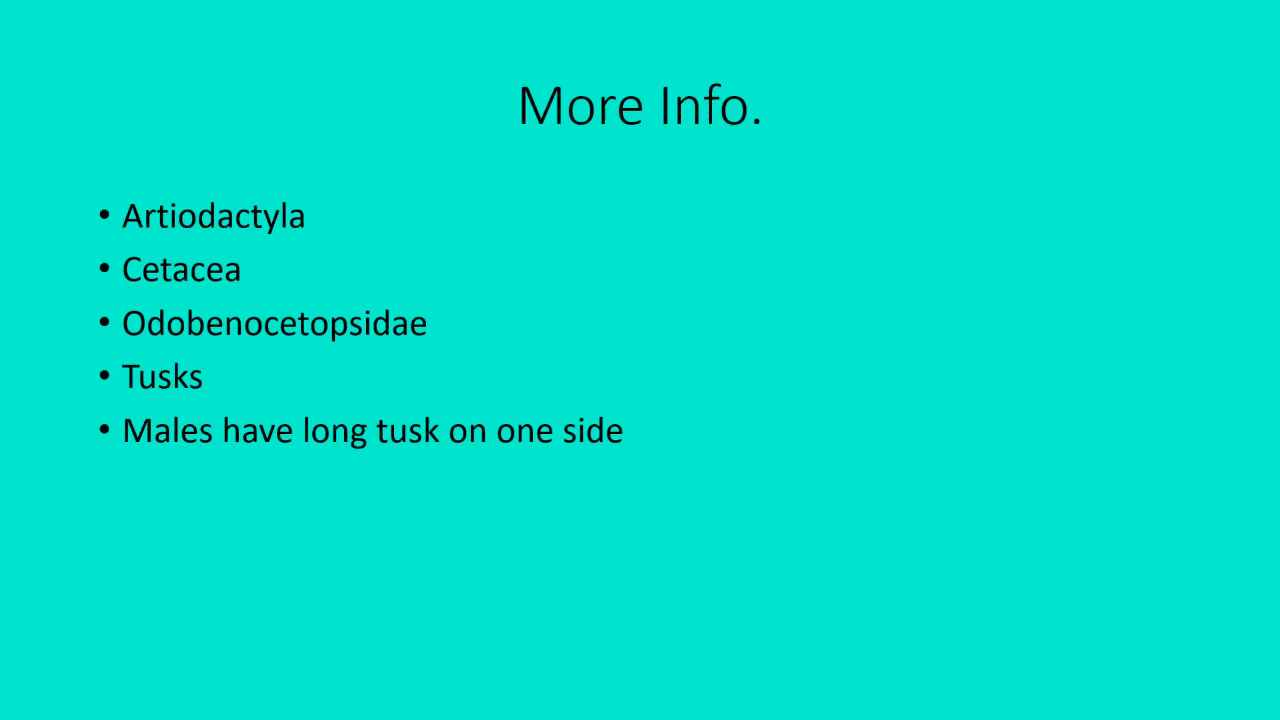 More Info.
• Artiodactyla
• Cetacea
• Odobenocetopsidae
• Tusks
• Males have long tusk on one side